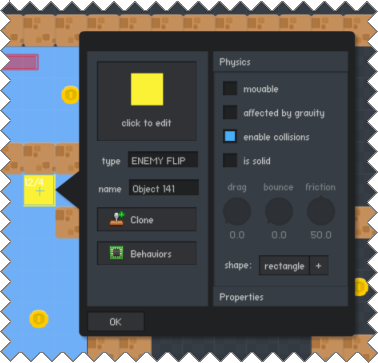 Physics
movable
affected by gravity
enable collisions
is solid
click to edit
type ENEMY FLIP
name Object 141
Clone
Behaviors
drag bounce friction
0.0 0.0 50.0
shape: rectangle +
Properties
OK